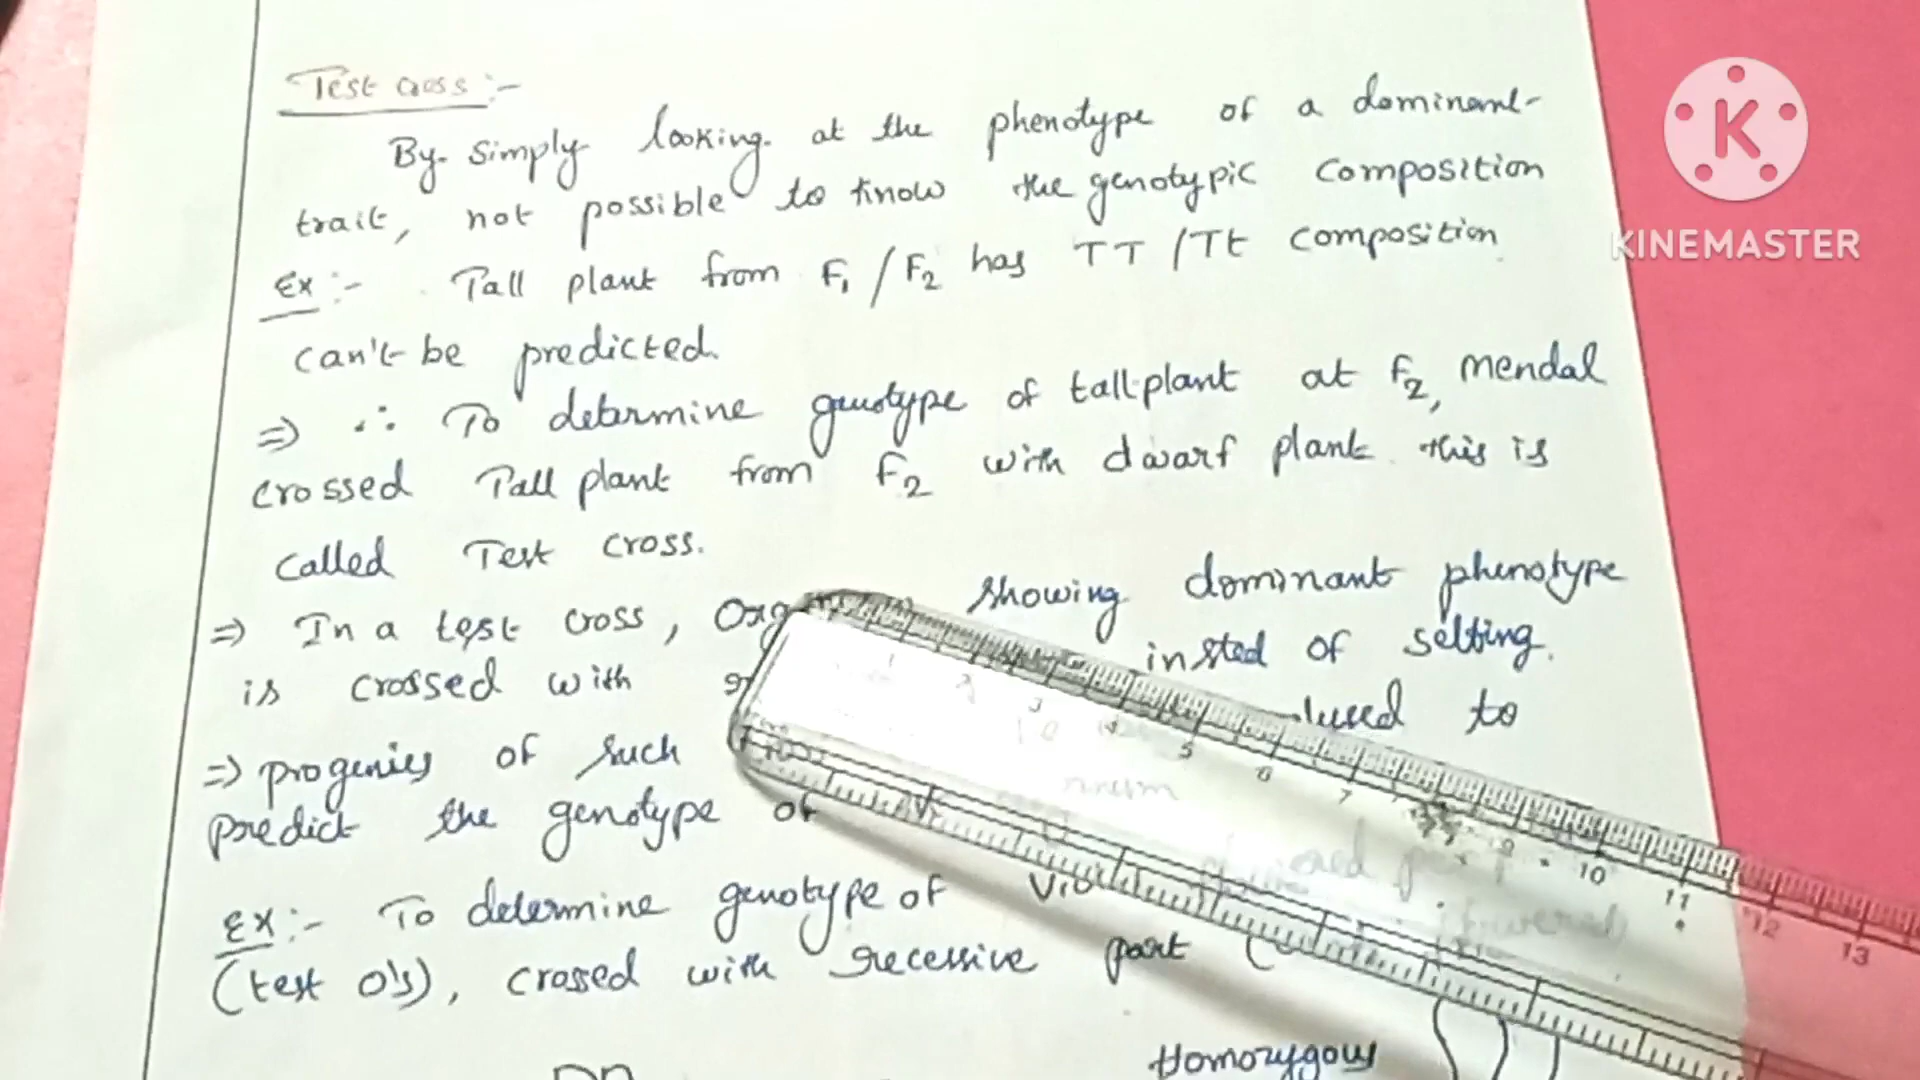 Test cross :-
By simply looking at the phenotype of a dominant
trait, not possible to know the genotypic composition
Ex :- Tall plant from F1 / F2 has TT / Tt composition
can't be predicted.
=> ∴ To determine genotype of tall plant at F2, mendal
crossed Tall plant from F2 with dwarf plant. this is
called Test cross.
=> In a test cross, showing dominant phenotype
is crossed with insted of selfing.
=> progenies of such to
predict the genotype of
Ex :- To determine genotype of
(test o's), crossed with recessive part (
Homozygous
K
KINEMASTER